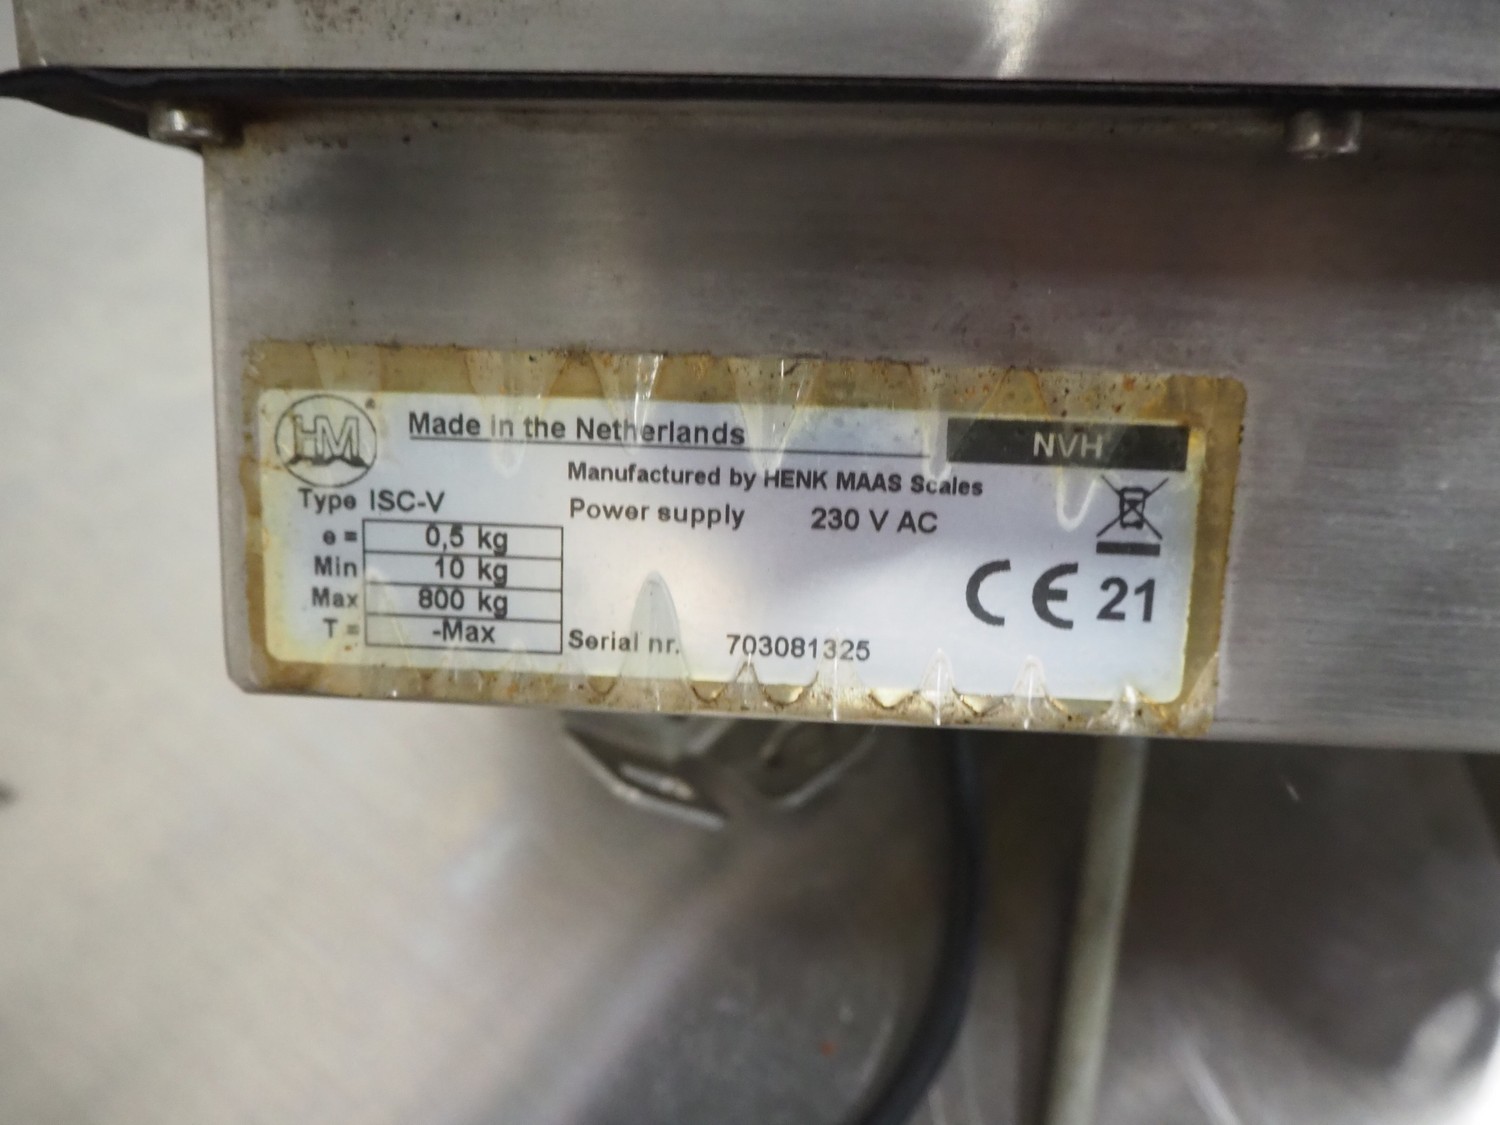 HM
Made in the Netherlands
NVH
Manufactured by HENK MAAS Scales
Type ISC-V
Power supply 230 V AC
e = 0,5 kg
Min 10 kg
Max 800 kg
T = -Max
CE 21
Serial nr. 703081325